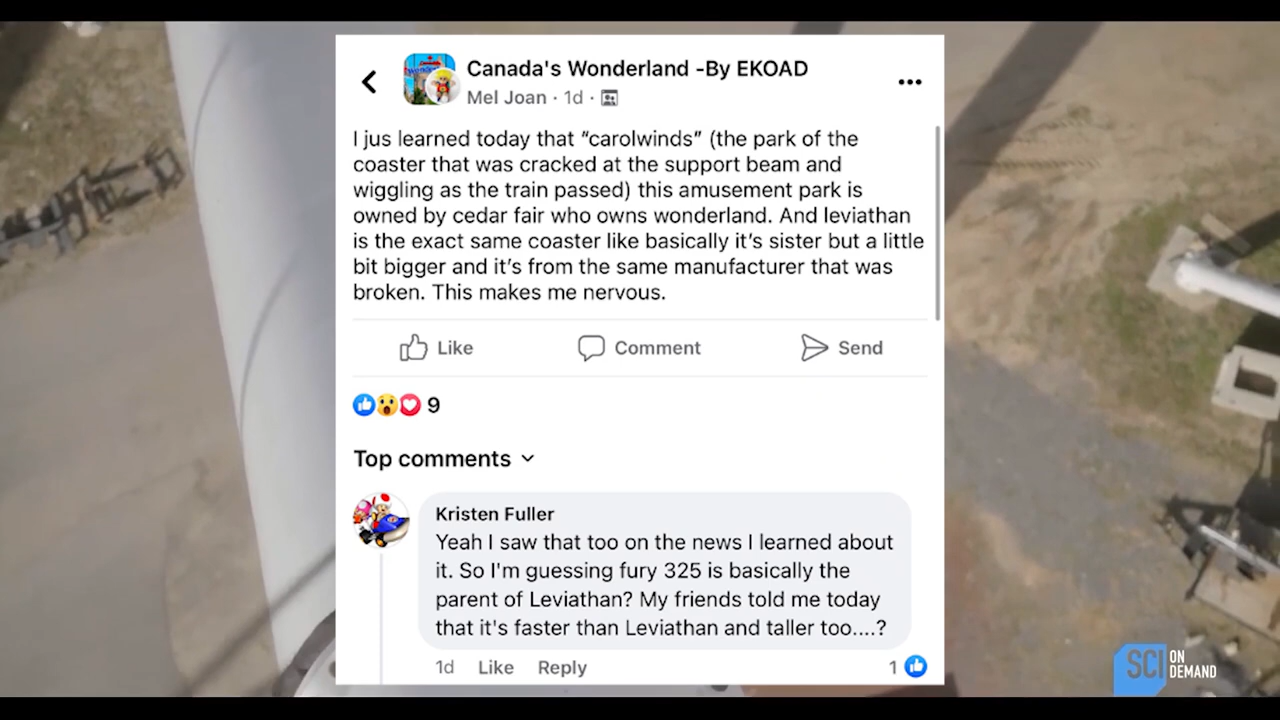 Canada's Wonderland -By EKOAD
Mel Joan · 1d ·
I jus learned today that “carolwinds” (the park of the
coaster that was cracked at the support beam and
wiggling as the train passed) this amusement park is
owned by cedar fair who owns wonderland. And leviathan
is the exact same coaster like basically it’s sister but a little
bit bigger and it’s from the same manufacturer that was
broken. This makes me nervous.
Like
Comment
Send
9
Top comments
Kristen Fuller
Yeah I saw that too on the news I learned about
it. So I'm guessing fury 325 is basically the
parent of Leviathan? My friends told me today
that it's faster than Leviathan and taller too....?
1d Like Reply
1
SCI ON
DEMAND